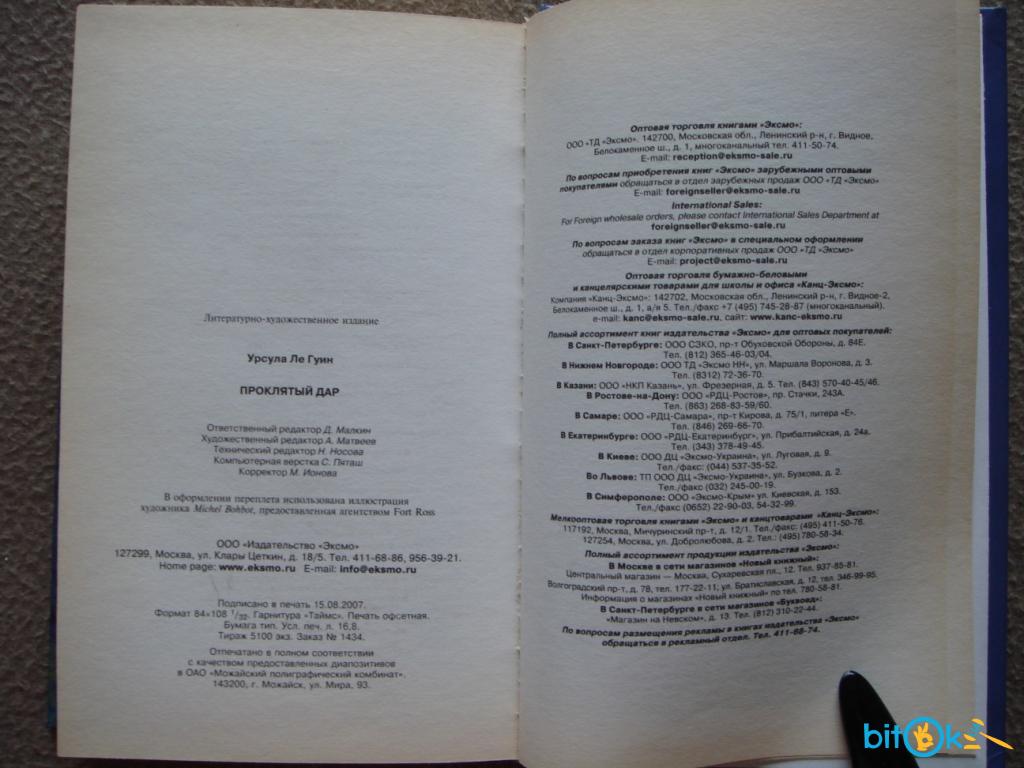 Литературно-художественное издание
Урсула Ле Гуин
ПРОКЛЯТЫЙ ДАР
Ответственный редактор Д. Малкин
Художественный редактор А. Матвеев
Технический редактор Н. Носова
Компьютерная верстка С. Пяташ
Корректор М. Ионова
В оформлении переплета использована иллюстрация
художника Michel Bohbot, предоставленная агентством Fort Ross
ООО «Издательство «Эксмо»
127299, Москва, ул. Клары Цеткин, д. 18/5. Тел. 411-68-86, 956-39-21.
Home page: www.eksmo.ru E-mail: info@eksmo.ru
Подписано в печать 15.08.2007.
Формат 84×108 1/32. Гарнитура «Таймс». Печать офсетная.
Бумага тип. Усл. печ. л. 16,8.
Тираж 5100 экз. Заказ № 1434.
Отпечатано в полном соответствии
с качеством предоставленных диапозитивов
в ОАО «Можайский полиграфический комбинат».
143200, г. Можайск, ул. Мира, 93.
Оптовая торговля книгами «Эксмо»:
ООО «ТД «Эксмо». 142700, Московская обл., Ленинский р-н, г. Видное,
Белокаменное ш., д. 1, многоканальный тел. 411-50-74.
E-mail: reception@eksmo-sale.ru
По вопросам приобретения книг «Эксмо» зарубежными оптовыми
покупателями обращаться в отдел зарубежных продаж ООО «ТД «Эксмо»
E-mail: foreignseller@eksmo-sale.ru
International Sales:
For Foreign wholesale orders, please contact International Sales Department at
foreignseller@eksmo-sale.ru
По вопросам заказа книг «Эксмо» в специальном оформлении
обращаться в отдел корпоративных продаж ООО «ТД «Эксмо»
E-mail: project@eksmo-sale.ru
Оптовая торговля бумажно-беловыми
и канцелярскими товарами для школы и офиса «Канц-Эксмо»:
Компания «Канц-Эксмо»: 142702, Московская обл., Ленинский р-н, г. Видное-2,
Белокаменное ш., д. 1, а/я 5. Тел./факс +7 (495) 745-28-87 (многоканальный).
e-mail: kanc@eksmo-sale.ru, сайт: www.kanc-eksmo.ru
Полный ассортимент книг издательства «Эксмо» для оптовых покупателей:
В Санкт-Петербурге: ООО СЗКО, пр-т Обуховской Обороны, д. 84Е.
Тел. (812) 365-46-03/04.
В Нижнем Новгороде: ООО ТД «Эксмо НН», ул. Маршала Воронова, д. 3.
Тел. (8312) 72-36-70.
В Казани: ООО «НКП Казань», ул. Фрезерная, д. 5. Тел. (843) 570-40-45/46.
В Ростове-на-Дону: ООО «РДЦ-Ростов», пр. Стачки, 243А.
Тел. (863) 268-83-59/60.
В Самаре: ООО «РДЦ-Самара», пр-т Кирова, д. 75/1, литера «Е».
Тел. (846) 269-66-70.
В Екатеринбурге: ООО «РДЦ-Екатеринбург», ул. Прибалтийская, д. 24а.
Тел. (343) 378-49-45.
В Киеве: ООО ДЦ «Эксмо-Украина», ул. Луговая, д. 9.
Тел./факс: (044) 537-35-52.
Во Львове: ТП ООО ДЦ «Эксмо-Украина», ул. Бузкова, д. 2.
Тел./факс (032) 245-00-19.
В Симферополе: ООО «Эксмо-Крым» ул. Киевская, д. 153.
Тел./факс (0652) 22-90-03, 54-32-99.
Мелкооптовая торговля книгами «Эксмо» и канцтоварами «Канц-Эксмо»:
117192, Москва, Мичуринский пр-т, д. 12/1. Тел./факс: (495) 411-50-76.
127254, Москва, ул. Добролюбова, д. 2. Тел.: (495) 780-58-34.
Полный ассортимент продукции издательства «Эксмо»:
В Москве в сети магазинов «Новый книжный»:
Центральный магазин — Москва, Сухаревская пл., 12. Тел. 937-85-81.
Волгоградский пр-т, д. 78, тел. 177-22-11; ул. Братиславская, д. 12, тел. 346-99-95.
Информация о магазинах «Новый книжный» по тел. 780-58-81.
В Санкт-Петербурге в сети магазинов «Буквоед»:
«Магазин на Невском», д. 13. Тел. (812) 310-22-44.
По вопросам размещения рекламы в книгах издательства «Эксмо»
обращаться в рекламный отдел. Тел. 411-68-74.
bitOk